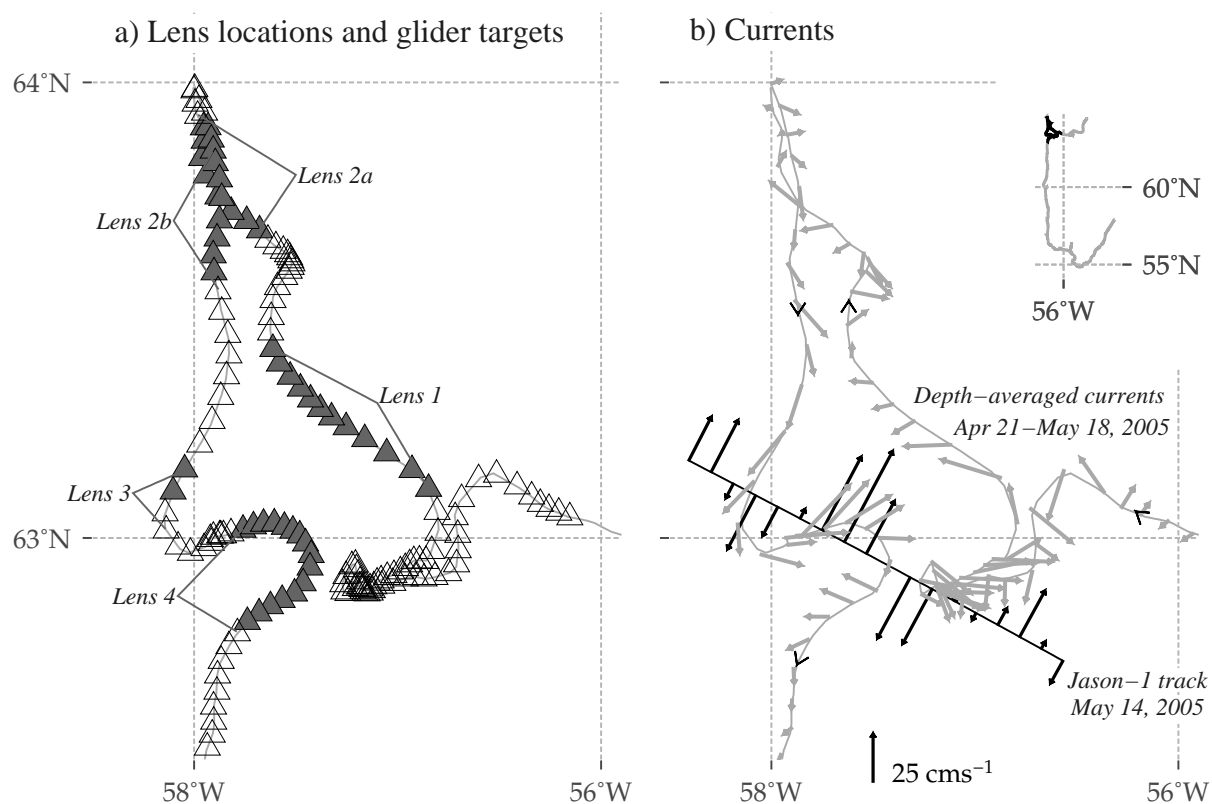 a) Lens locations and glider targets
b) Currents
64°N
Lens 2a
Lens 2b
60°N
55°N
56°W
Lens 1
Depth−averaged currents
Apr 21−May 18, 2005
Lens 3
63°N
Lens 4
Jason−1 track
May 14, 2005
25 cms⁻¹
58°W
56°W
58°W
56°W